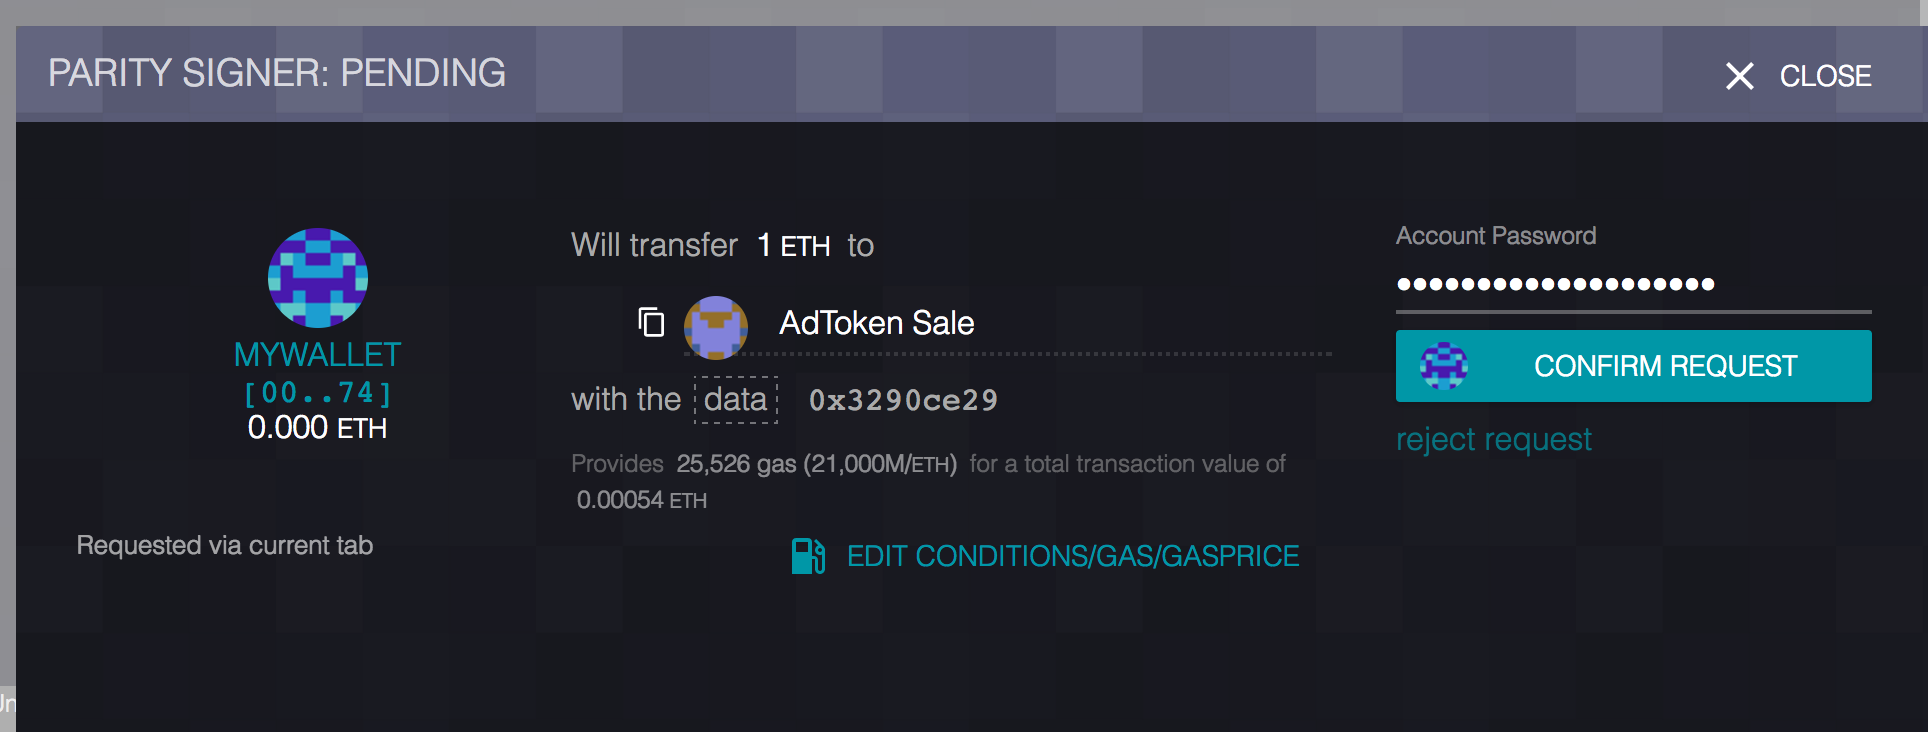 PARITY SIGNER: PENDING
CLOSE
MYWALLET
[00..74]
0.000 ETH
Requested via current tab
Will transfer 1 ETH to
AdToken Sale
with the data 0x3290ce29
Provides 25,526 gas (21,000M/ETH) for a total transaction value of
0.00054 ETH
EDIT CONDITIONS/GAS/GASPRICE
Account Password
••••••••••••••••••••
CONFIRM REQUEST
reject request